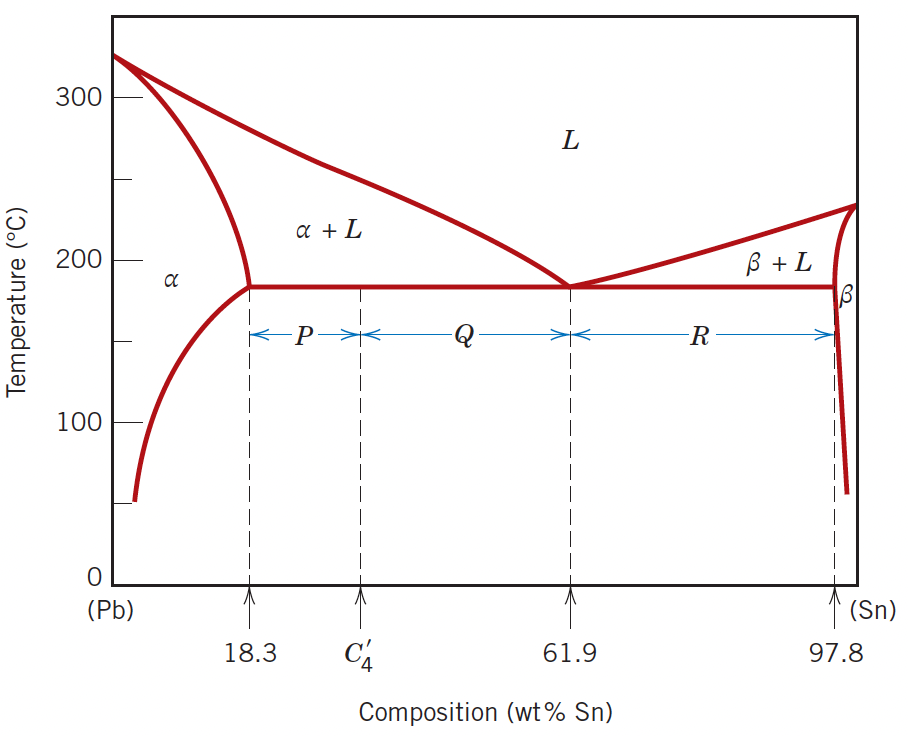 Temperature (°C)
300
200
100
0
L
α + L
β + L
α
β
P
Q
R
(Pb)
(Sn)
18.3
C′4
61.9
97.8
Composition (wt% Sn)